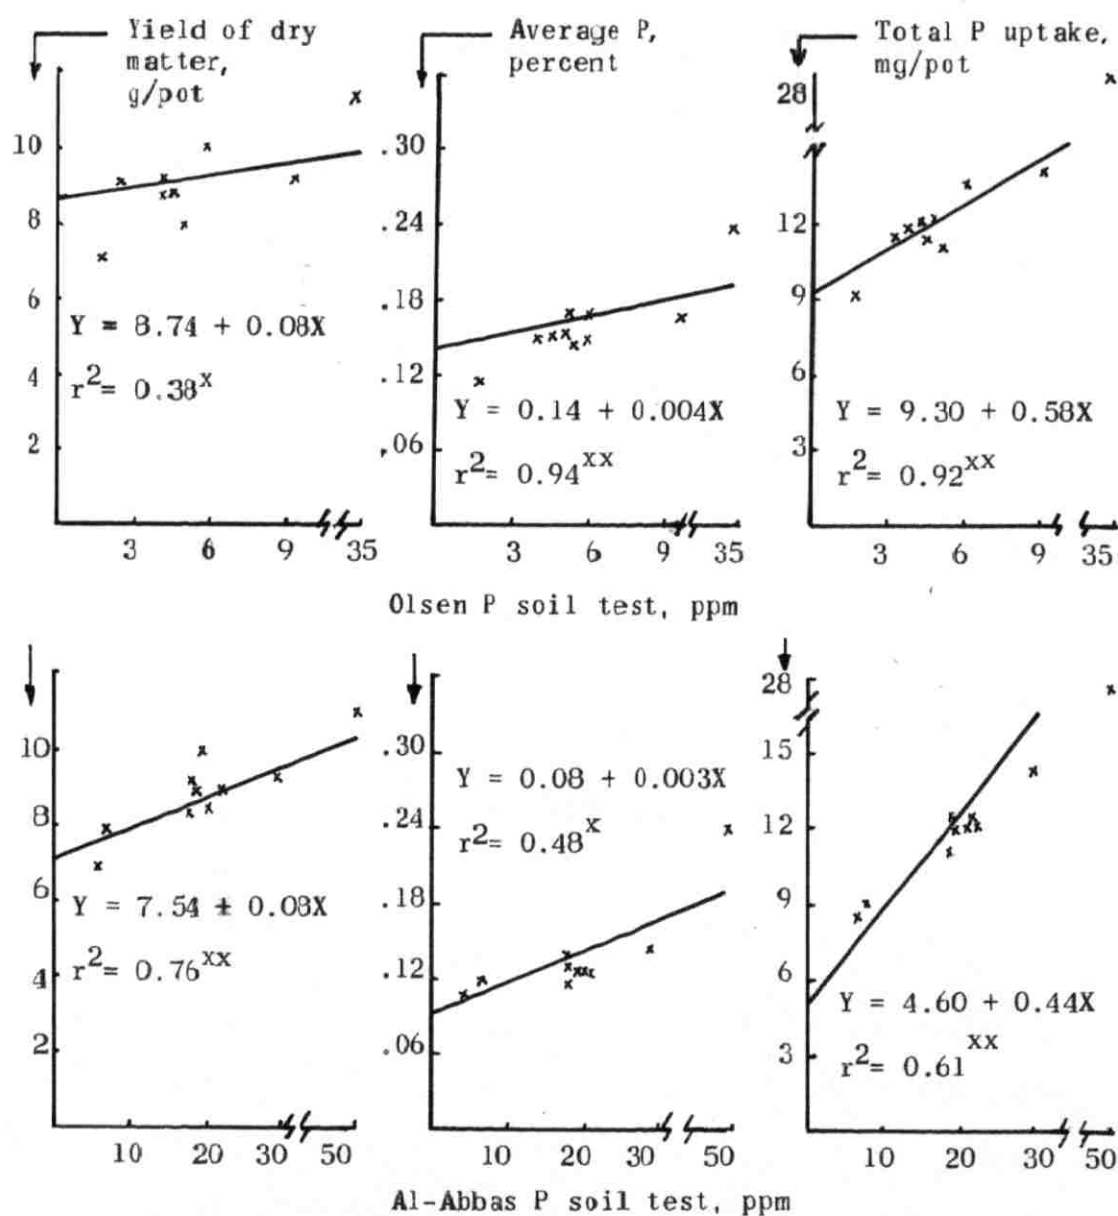 Yield of dry
matter,
g/pot
10
8
6
4
2
Y = 8.74 + 0.08X
r² = 0.38ˣ
3 6 9 35
Average P,
percent
.30
.24
.18
.12
.06
Y = 0.14 + 0.004X
r² = 0.94ˣˣ
3 6 9 35
Total P uptake,
mg/pot
28
12
9
6
3
Y = 9.30 + 0.58X
r² = 0.92ˣˣ
3 6 9 35
Olsen P soil test, ppm
10
8
6
4
2
Y = 7.54 ± 0.08X
r² = 0.76ˣˣ
10 20 30 50
.30
.24
.18
.12
.06
Y = 0.08 + 0.003X
r² = 0.48ˣ
10 20 30 50
28
15
12
9
6
3
Y = 4.60 + 0.44X
r² = 0.61ˣˣ
10 20 30 50
Al-Abbas P soil test, ppm